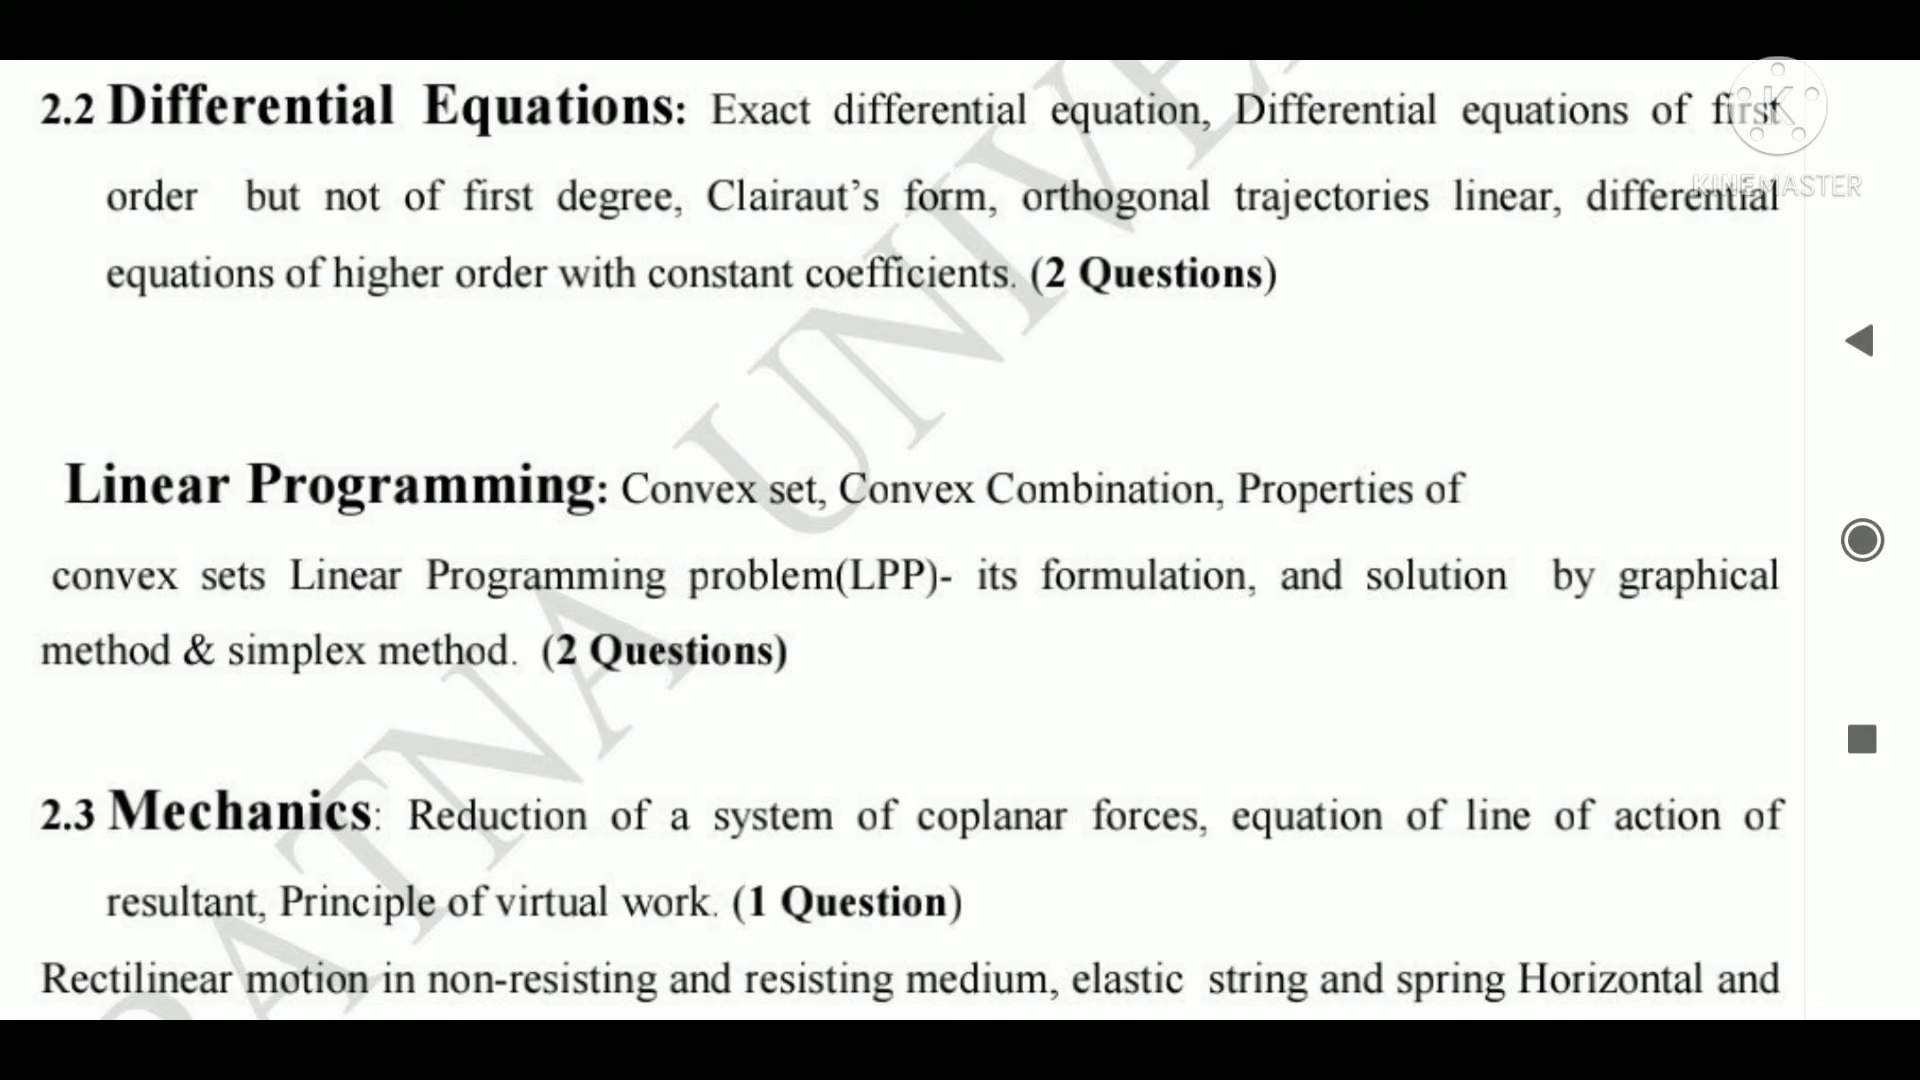 2.2 Differential Equations: Exact differential equation, Differential equations of first
order but not of first degree, Clairaut's form, orthogonal trajectories linear, differential
equations of higher order with constant coefficients. (2 Questions)
Linear Programming: Convex set, Convex Combination, Properties of
convex sets Linear Programming problem(LPP)- its formulation, and solution by graphical
method & simplex method. (2 Questions)
2.3 Mechanics: Reduction of a system of coplanar forces, equation of line of action of
resultant, Principle of virtual work. (1 Question)
Rectilinear motion in non-resisting and resisting medium, elastic string and spring Horizontal and
PATNA UNIVE
K
KINEMASTER